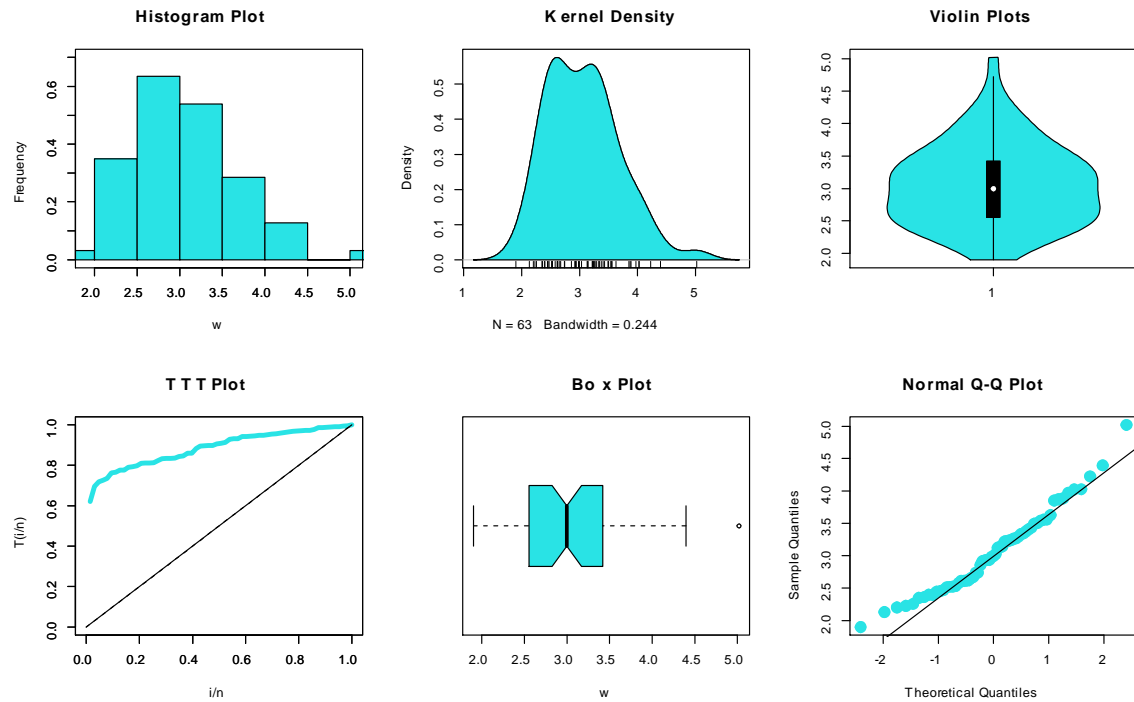 Histogram Plot
Frequency
0.0 0.2 0.4 0.6
2.0 2.5 3.0 3.5 4.0 4.5 5.0
w
Kernel Density
Density
0.0 0.1 0.2 0.3 0.4 0.5
1 2 3 4 5
N = 63 Bandwidth = 0.244
Violin Plots
2.0 2.5 3.0 3.5 4.0 4.5 5.0
1
TTT Plot
T(i/n)
0.0 0.2 0.4 0.6 0.8 1.0
0.0 0.2 0.4 0.6 0.8 1.0
i/n
Box Plot
2.0 2.5 3.0 3.5 4.0 4.5 5.0
w
Normal Q-Q Plot
Sample Quantiles
2.0 2.5 3.0 3.5 4.0 4.5 5.0
-2 -1 0 1 2
Theoretical Quantiles